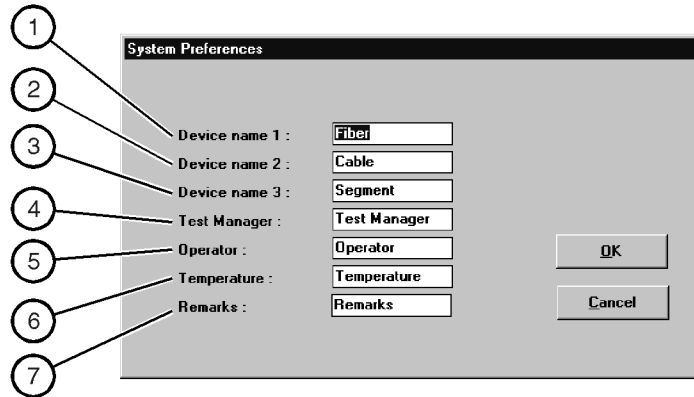 System Preferences
1
2
3
4
5
6
7
Device name 1 : Fiber
Device name 2 : Cable
Device name 3 : Segment
Test Manager : Test Manager
Operator : Operator
Temperature : Temperature
Remarks : Remarks
OK
Cancel